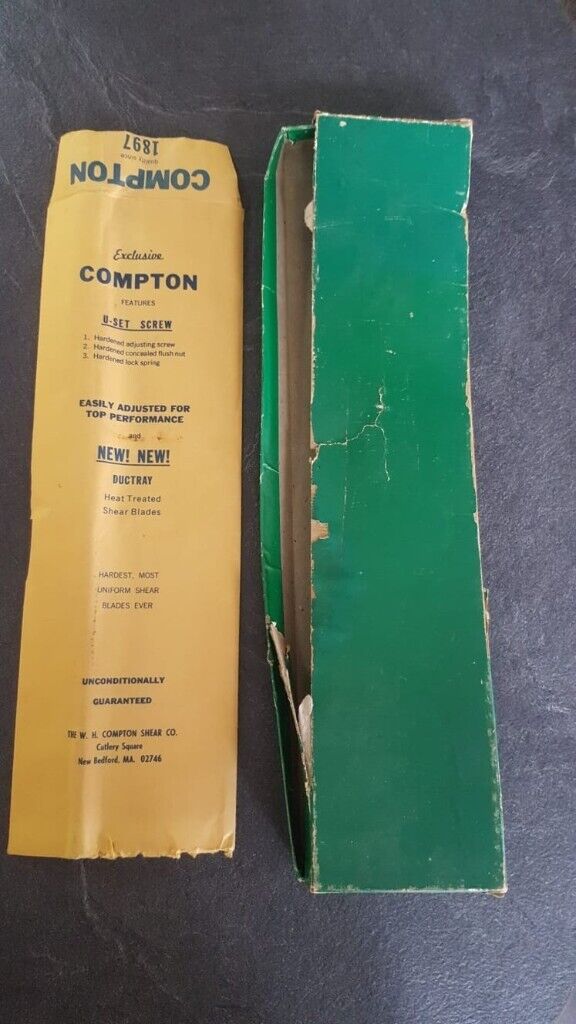 COMPTON
quality since
1897
Exclusive
COMPTON
FEATURES
U-SET SCREW
1. Hardened adjusting screw
2. Hardened concealed flush nut
3. Hardened lock spring
EASILY ADJUSTED FOR
TOP PERFORMANCE
and
NEW! NEW!
DUCTRAY
Heat Treated
Shear Blades
HARDEST, MOST
UNIFORM SHEAR
BLADES EVER
UNCONDITIONALLY
GUARANTEED
THE W. H. COMPTON SHEAR CO.
Cutlery Square
New Bedford, MA. 02746